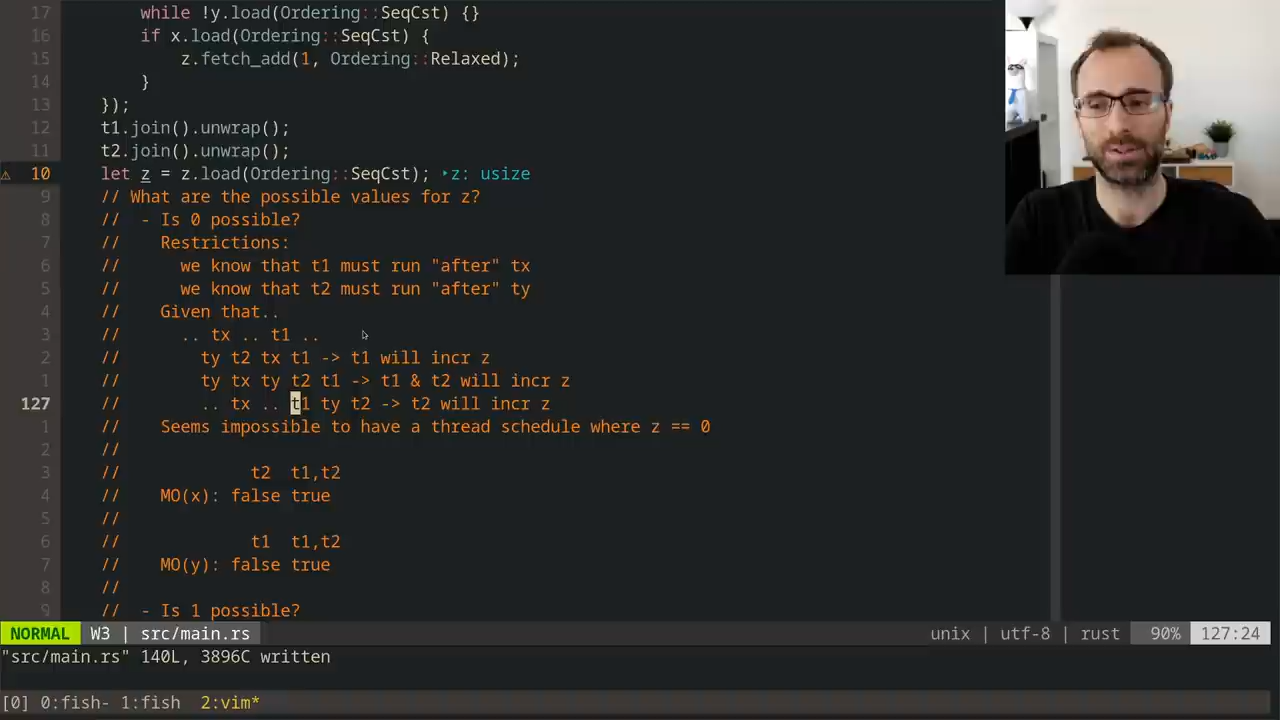 17 while !y.load(Ordering::SeqCst) {}
16 if x.load(Ordering::SeqCst) {
15 z.fetch_add(1, Ordering::Relaxed);
14 }
13 });
12 t1.join().unwrap();
11 t2.join().unwrap();
⚠ 10 let z = z.load(Ordering::SeqCst); ‣z: usize
9 // What are the possible values for z?
8 // - Is 0 possible?
7 // Restrictions:
6 // we know that t1 must run "after" tx
5 // we know that t2 must run "after" ty
4 // Given that..
3 // .. tx .. t1 ..
2 // ty t2 tx t1 -> t1 will incr z
1 // ty tx ty t2 t1 -> t1 & t2 will incr z
127 // .. tx .. t1 ty t2 -> t2 will incr z
1 // Seems impossible to have a thread schedule where z == 0
2 //
3 // t2 t1,t2
4 // MO(x): false true
5 //
6 // t1 t1,t2
7 // MO(y): false true
8 //
9 // - Is 1 possible?
NORMAL W3 | src/main.rs unix | utf-8 | rust 90% 127:24
"src/main.rs" 140L, 3896C written
[0] 0:fish- 1:fish 2:vim*